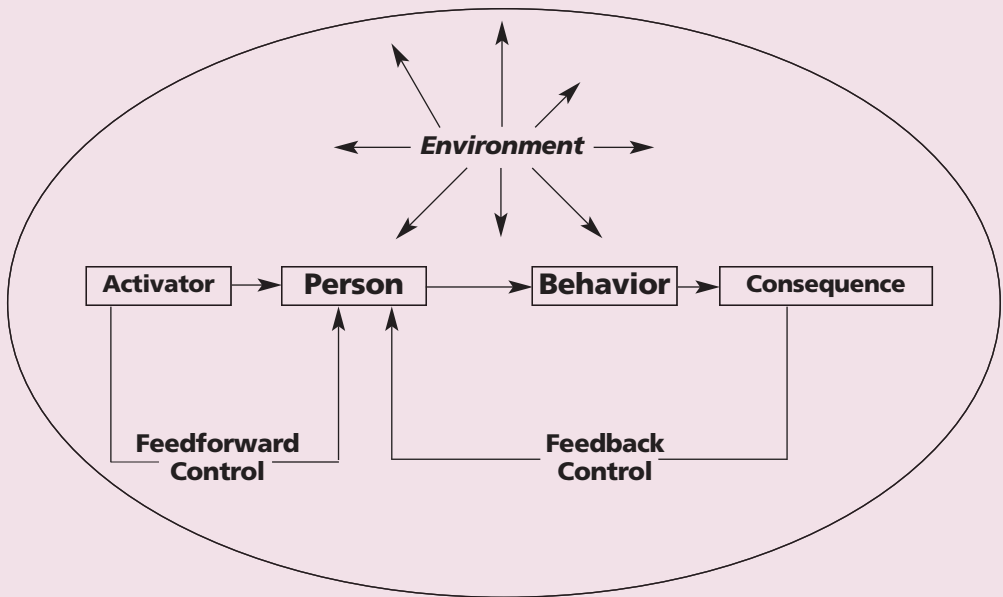 Environment
Activator
Person
Behavior
Consequence
Feedforward
Control
Feedback
Control